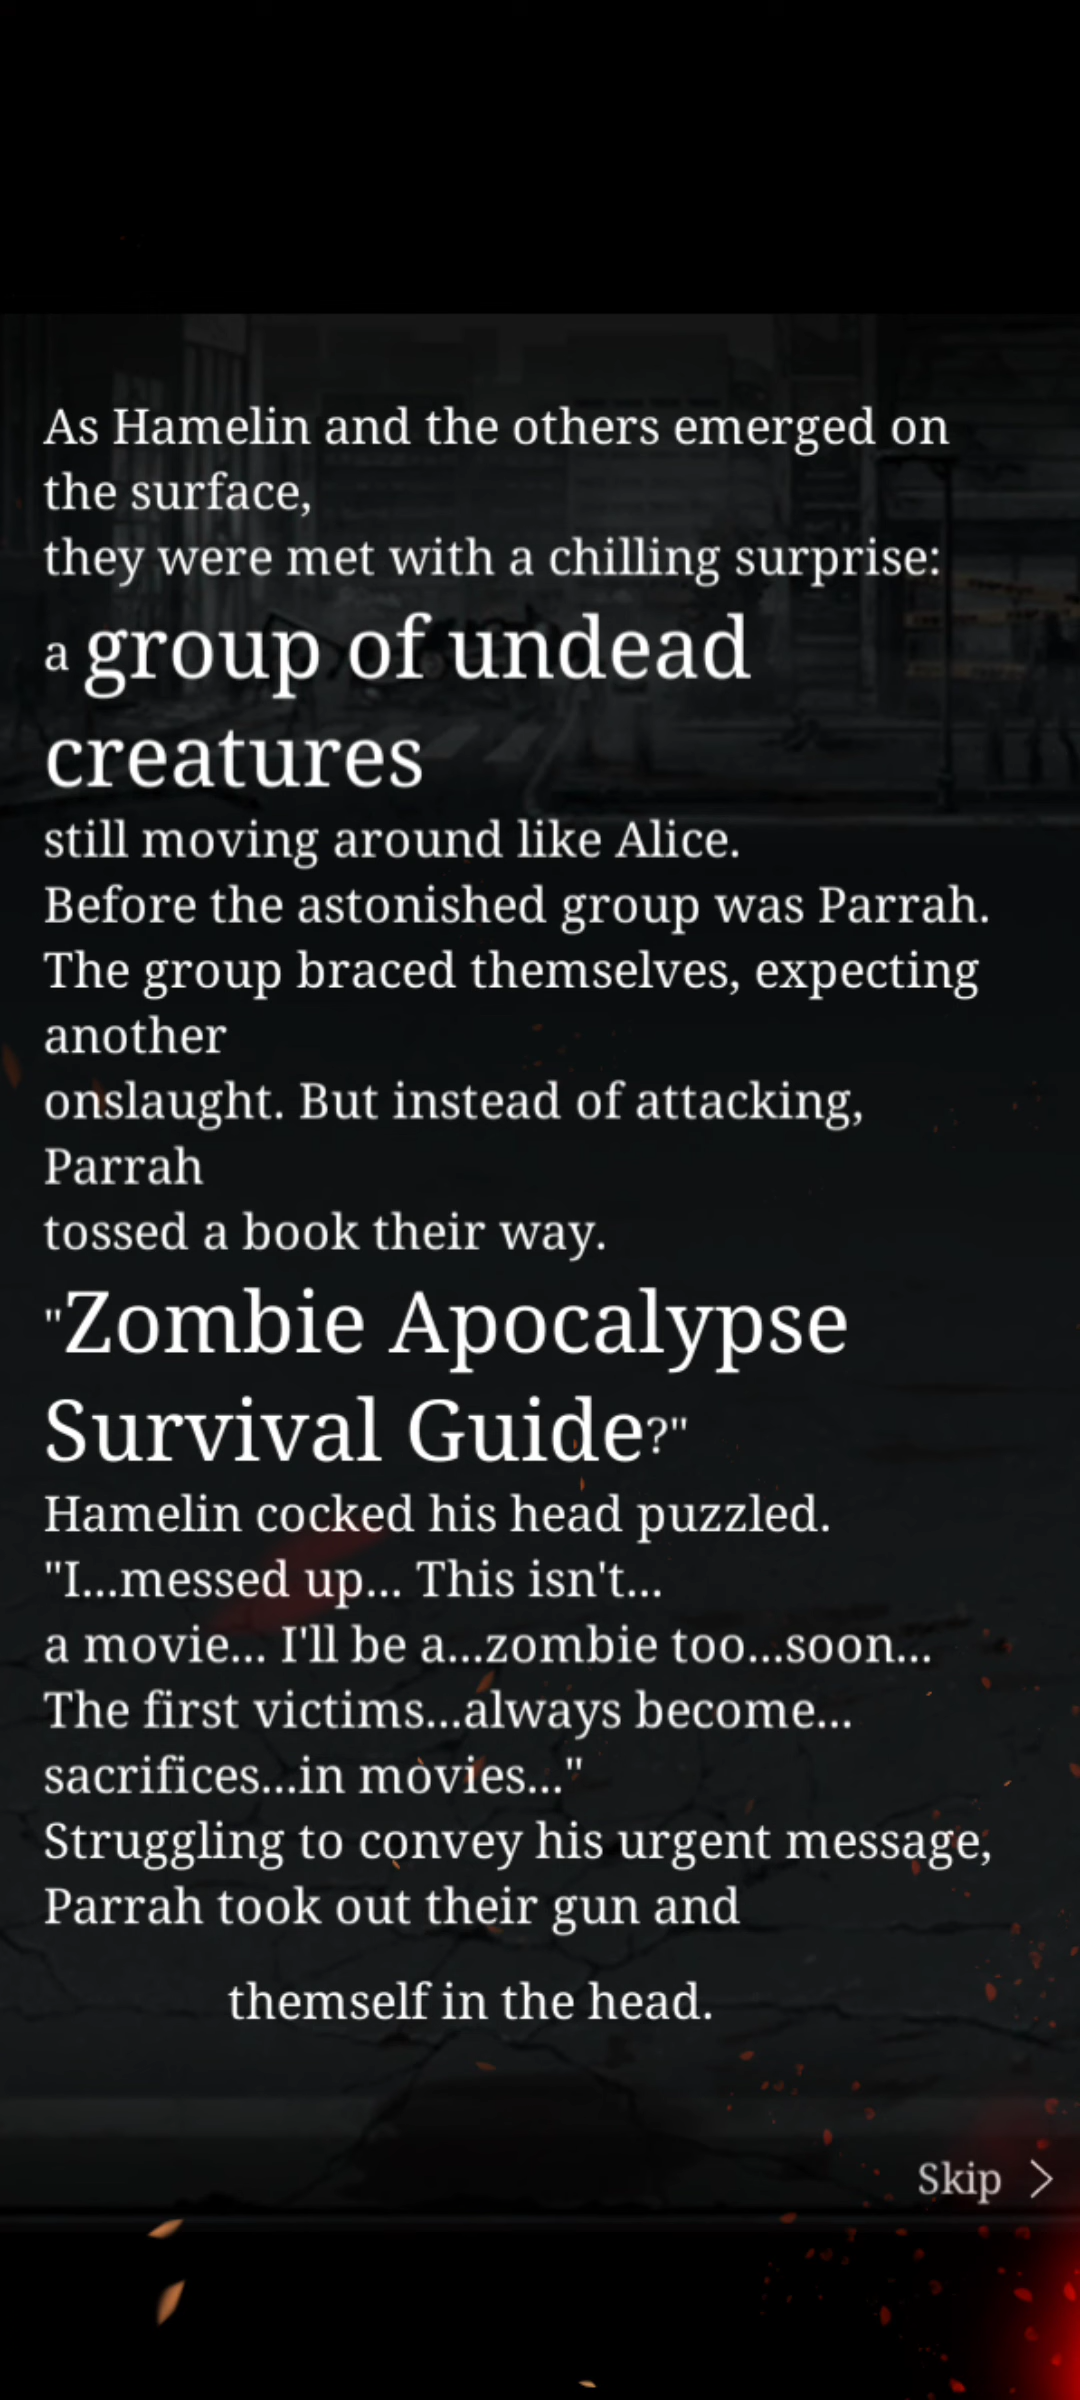 As Hamelin and the others emerged on
the surface,
they were met with a chilling surprise:
a group of undead
creatures
still moving around like Alice.
Before the astonished group was Parrah.
The group braced themselves, expecting
another
onslaught. But instead of attacking,
Parrah
tossed a book their way.
"Zombie Apocalypse
Survival Guide?"
Hamelin cocked his head puzzled.
"I...messed up... This isn't...
a movie... I'll be a...zombie too...soon...
The first victims...always become...
sacrifices...in movies..."
Struggling to convey his urgent message,
Parrah took out their gun and
themself in the head.
Skip >